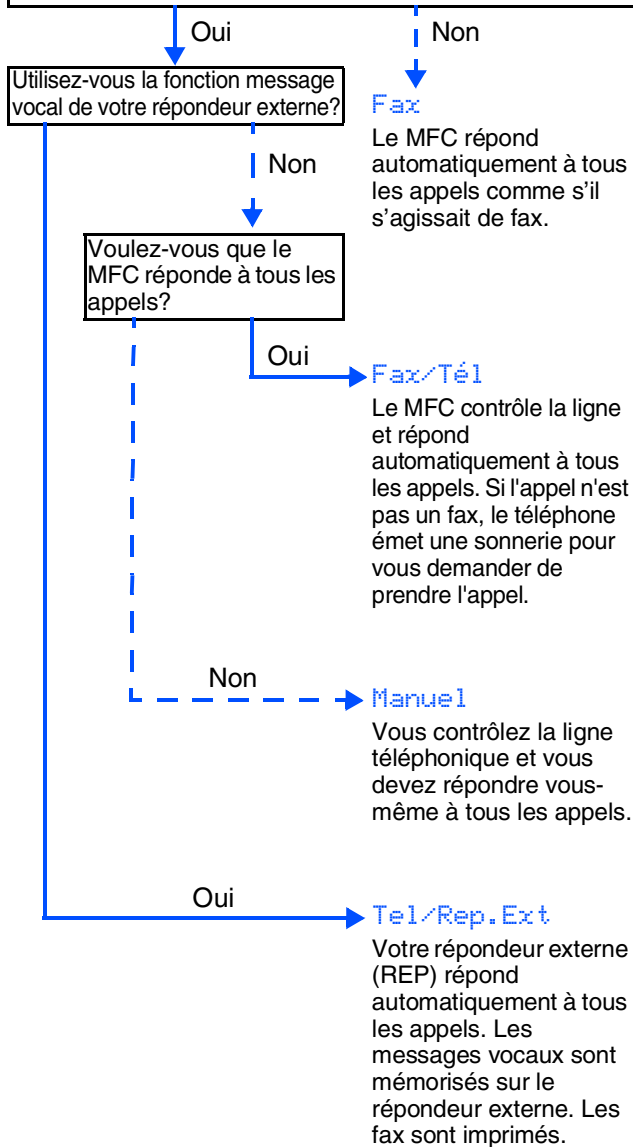 Oui
Non
Utilisez-vous la fonction message
vocal de votre répondeur externe?
Fax
Le MFC répond
automatiquement à tous
les appels comme s'il
s'agissait de fax.
Non
Voulez-vous que le
MFC réponde à tous les
appels?
Oui
Fax/Tél
Le MFC contrôle la ligne
et répond
automatiquement à tous
les appels. Si l'appel n'est
pas un fax, le téléphone
émet une sonnerie pour
vous demander de
prendre l'appel.
Non
Manuel
Vous contrôlez la ligne
téléphonique et vous
devez répondre vous-
même à tous les appels.
Oui
Tel/Rep.Ext
Votre répondeur externe
(REP) répond
automatiquement à tous
les appels. Les
messages vocaux sont
mémorisés sur le
répondeur externe. Les
fax sont imprimés.